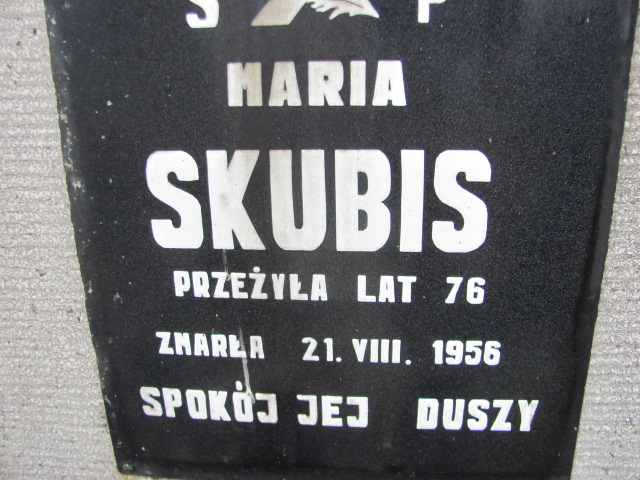 S P
MARIA
SKUBIS
PRZEŻYŁA LAT 76
ZMARŁA 21. VIII. 1956
SPOKÓJ JEJ DUSZY